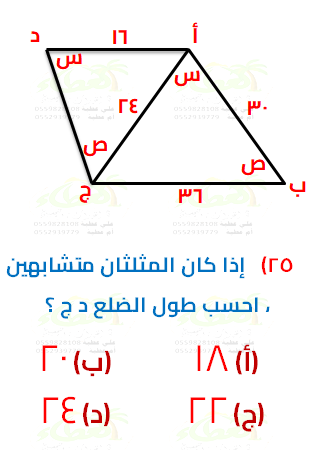 د ١٦ أ
س س
٢٤ ٣٠
ص ص
ج ٣٦ ب
٢٥) إذا كان المثلثان متشابهين
، احسب طول الضلع د ج ؟
(أ) ١٨ (ب) ٢٠
(ج) ٢٢ (د) ٢٤